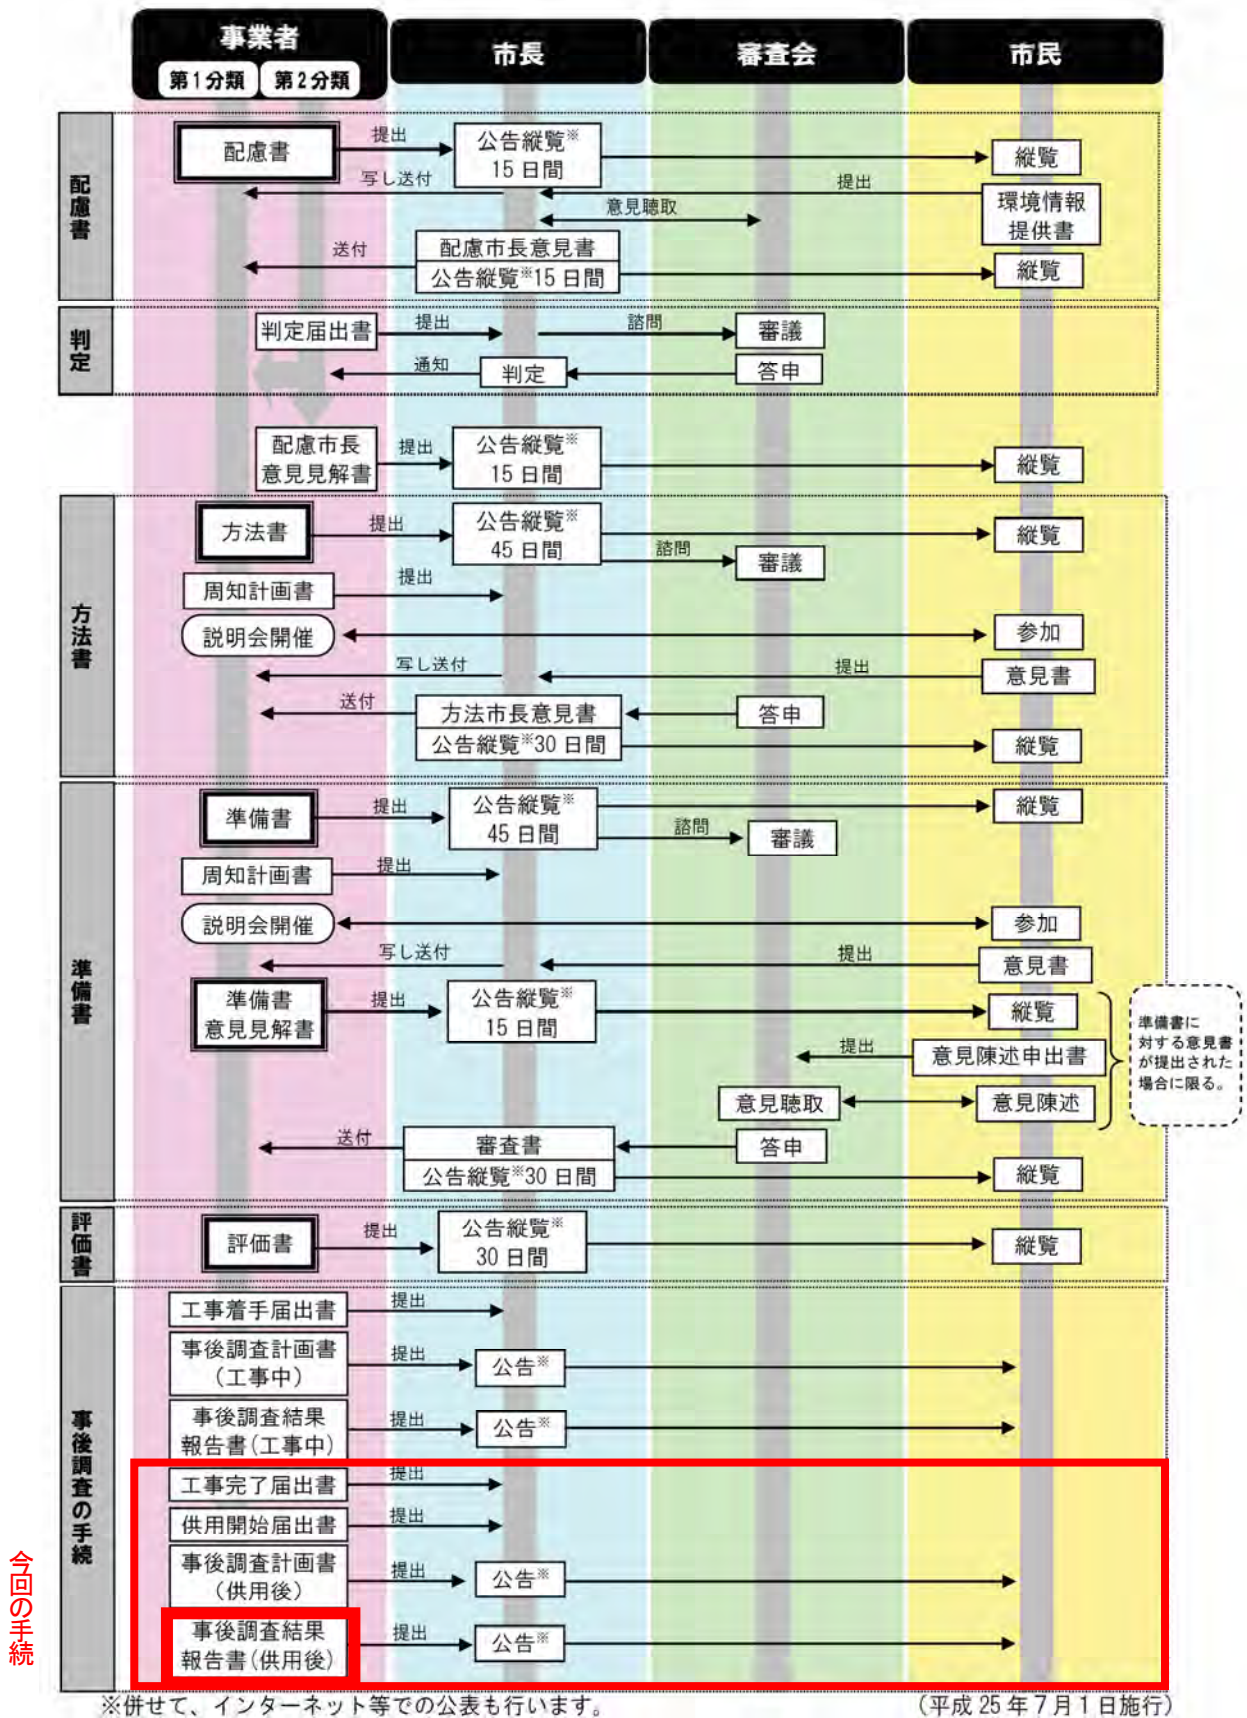 事業者
第1分類 第2分類
市長
審査会
市民
配慮書
配慮書
提出
公告縦覧※
15日間
縦覧
写し送付
提出
環境情報
提供書
意見聴取
送付
配慮市長意見書
公告縦覧※15日間
縦覧
判定
判定届出書
提出
諮問
審議
通知
判定
答申
配慮市長
意見見解書
提出
公告縦覧※
15日間
縦覧
方法書
方法書
提出
公告縦覧※
45日間
縦覧
諮問
審議
周知計画書
提出
説明会開催
参加
写し送付
提出
意見書
送付
方法市長意見書
答申
公告縦覧※30日間
縦覧
準備書
準備書
提出
公告縦覧※
45日間
縦覧
諮問
審議
周知計画書
提出
説明会開催
参加
写し送付
提出
意見書
準備書
意見見解書
提出
公告縦覧※
15日間
縦覧
提出
意見陳述申出書
意見聴取
意見陳述
準備書に
対する意見書
が提出された
場合に限る。
送付
審査書
答申
公告縦覧※30日間
縦覧
評価書
評価書
提出
公告縦覧※
30日間
縦覧
事後調査の手続
工事着手届出書
提出
事後調査計画書
(工事中)
提出
公告※
事後調査結果
報告書(工事中)
提出
公告※
今回の手続
工事完了届出書
提出
供用開始届出書
提出
事後調査計画書
(供用後)
提出
公告※
事後調査結果
報告書(供用後)
提出
公告※
※併せて、インターネット等での公表も行います。
(平成25年7月1日施行)